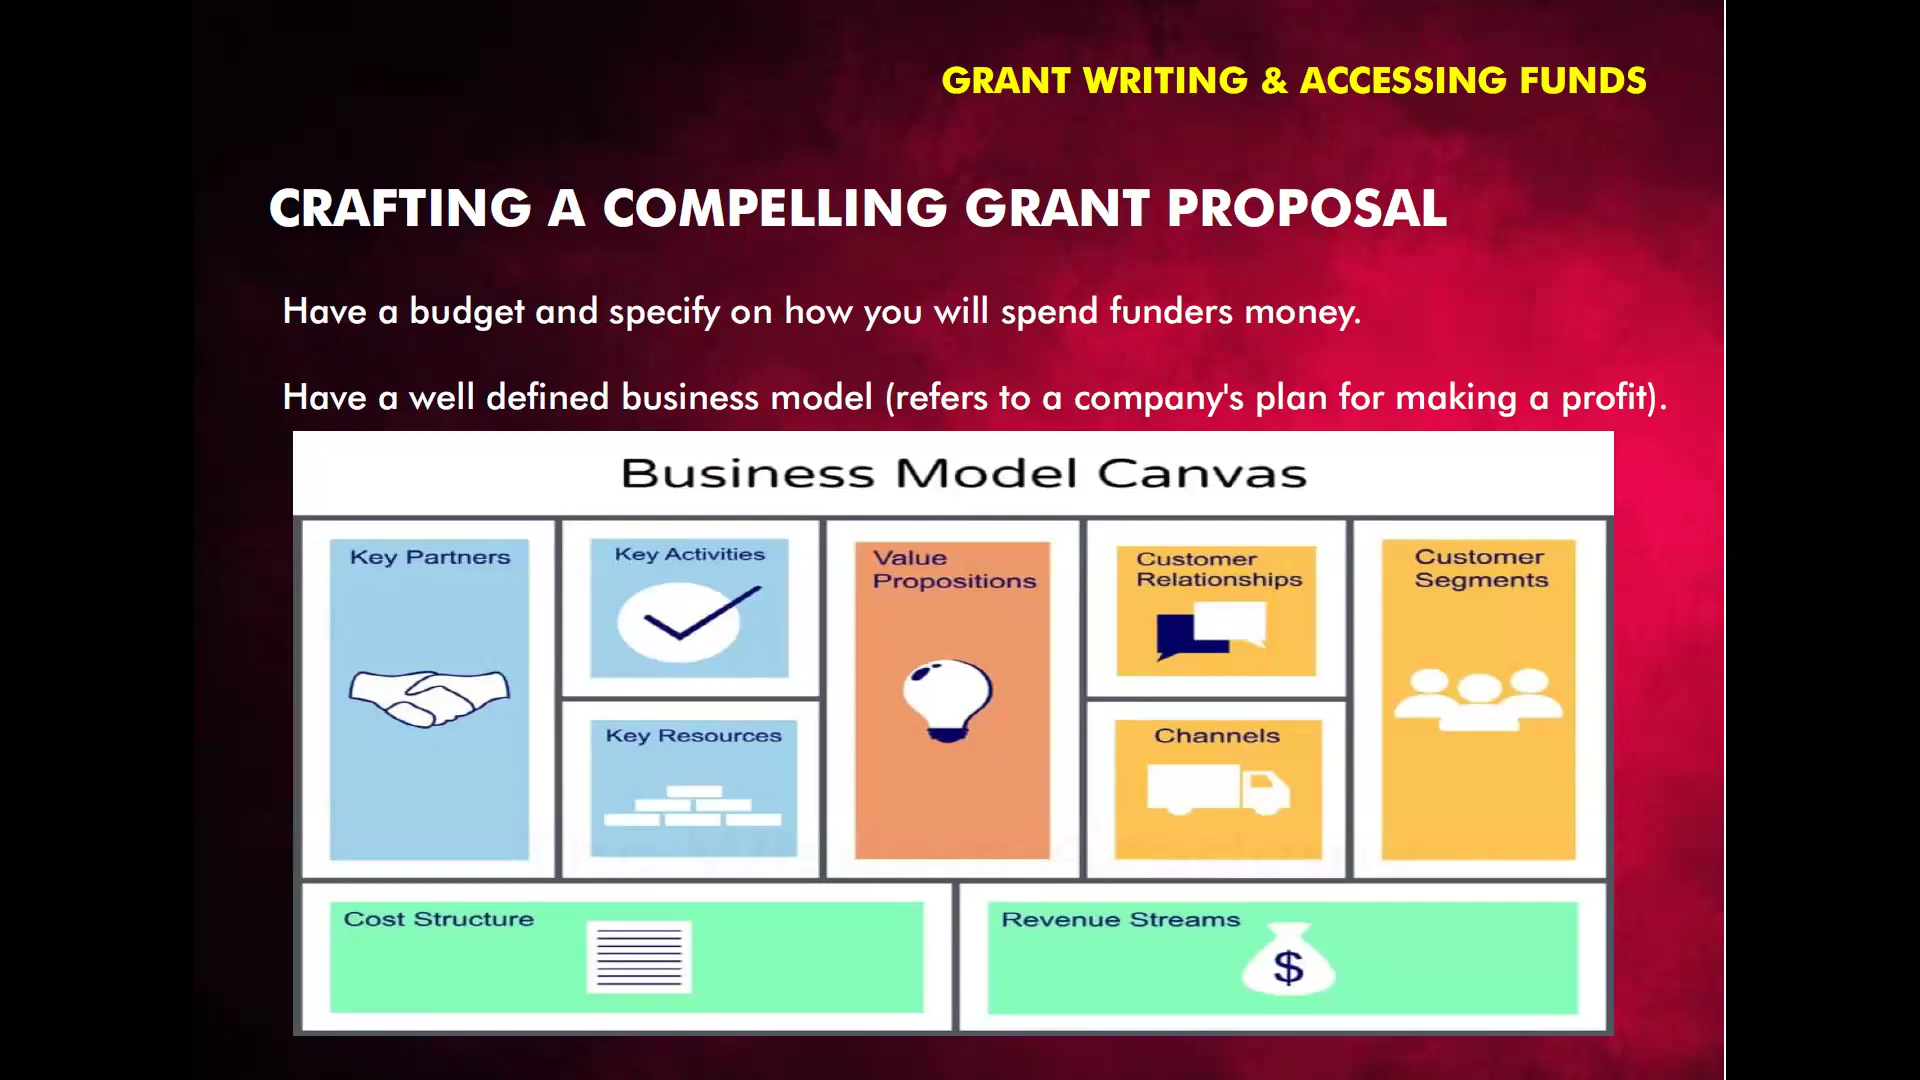 GRANT WRITING & ACCESSING FUNDS
CRAFTING A COMPELLING GRANT PROPOSAL
Have a budget and specify on how you will spend funders money.
Have a well defined business model (refers to a company's plan for making a profit).
Business Model Canvas
Key Partners
Key Activities
Key Resources
Value
Propositions
Customer
Relationships
Channels
Customer
Segments
Cost Structure
Revenue Streams
$